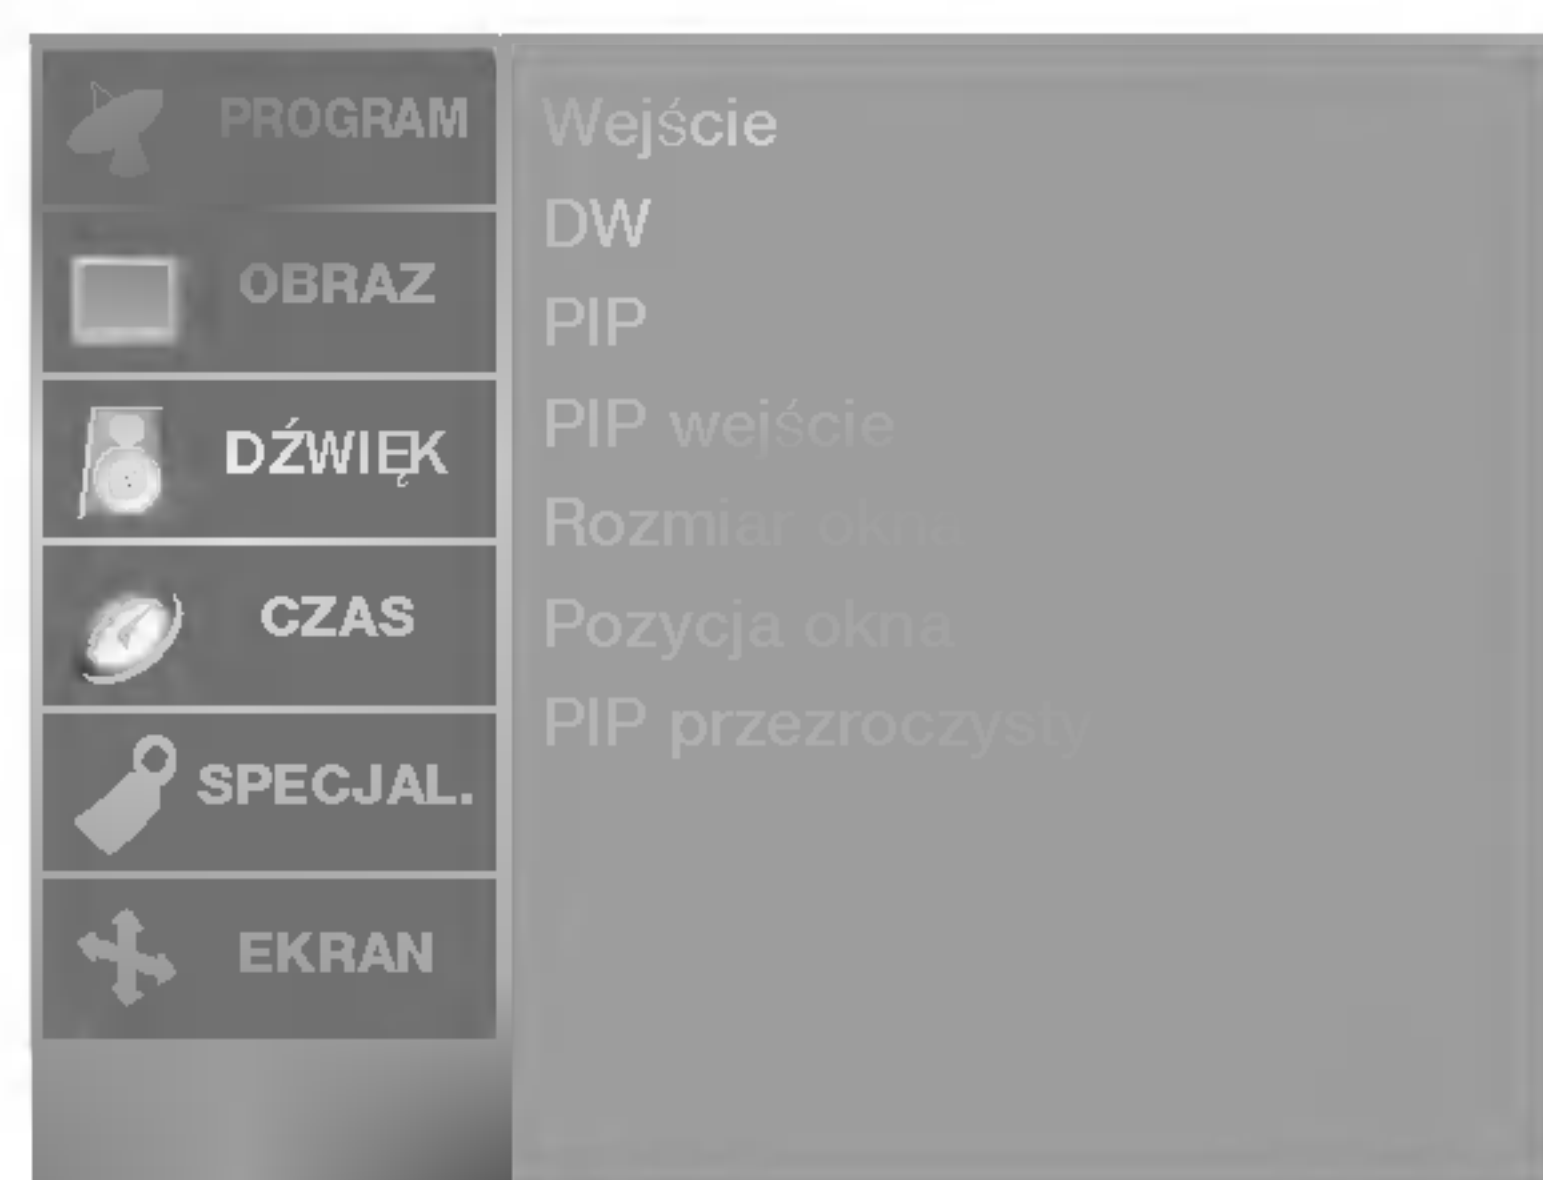 PROGRAM
OBRAZ
DŹWIĘK
CZAS
SPECJAL.
EKRAN
Wejście
DW
PIP
PIP wejście
Rozmiar okna
Pozycja okna
PIP przezroczysty